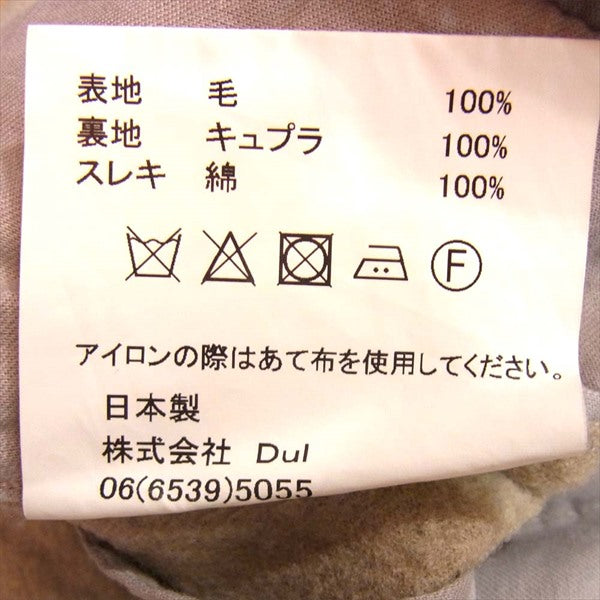 表地 毛 100%
裏地 キュプラ 100%
スレキ 綿 100%
F
アイロンの際はあて布を使用してください。
日本製
株式会社 Dul
06(6539)5055